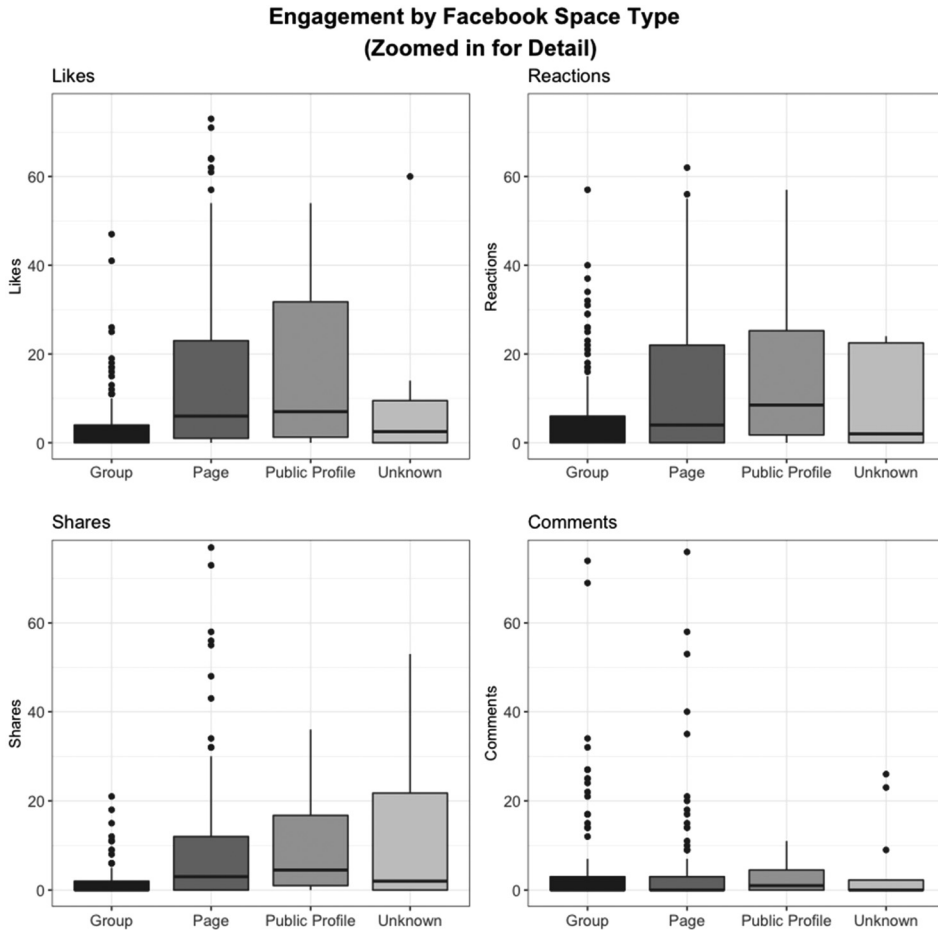 Engagement by Facebook Space Type
(Zoomed in for Detail)
Likes
Likes
60
40
20
0
Group Page Public Profile Unknown
Reactions
Reactions
60
40
20
0
Group Page Public Profile Unknown
Shares
Shares
60
40
20
0
Group Page Public Profile Unknown
Comments
Comments
60
40
20
0
Group Page Public Profile Unknown